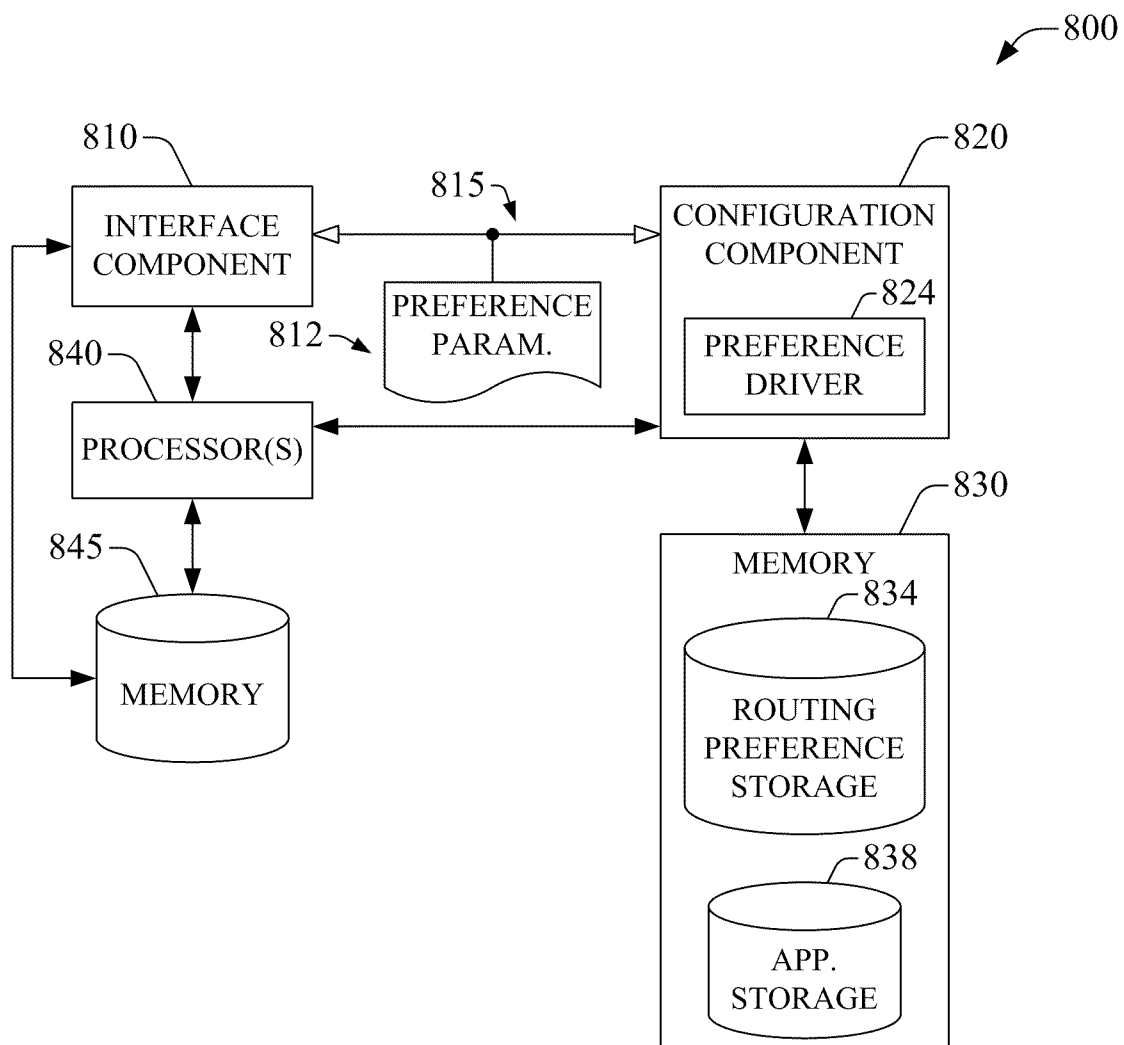 800
810
820
815
INTERFACE
COMPONENT
CONFIGURATION
COMPONENT
824
PREFERENCE
PARAM.
812
PREFERENCE
DRIVER
840
PROCESSOR(S)
830
845
MEMORY
834
MEMORY
ROUTING
PREFERENCE
STORAGE
838
APP.
STORAGE